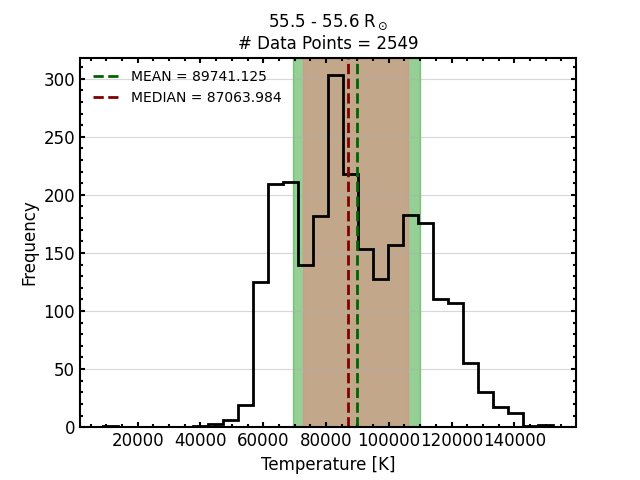 55.5 - 55.6 R⊙
# Data Points = 2549
MEAN = 89741.125
MEDIAN = 87063.984
Frequency
300
250
200
150
100
50
0
20000 40000 60000 80000 100000 120000 140000
Temperature [K]